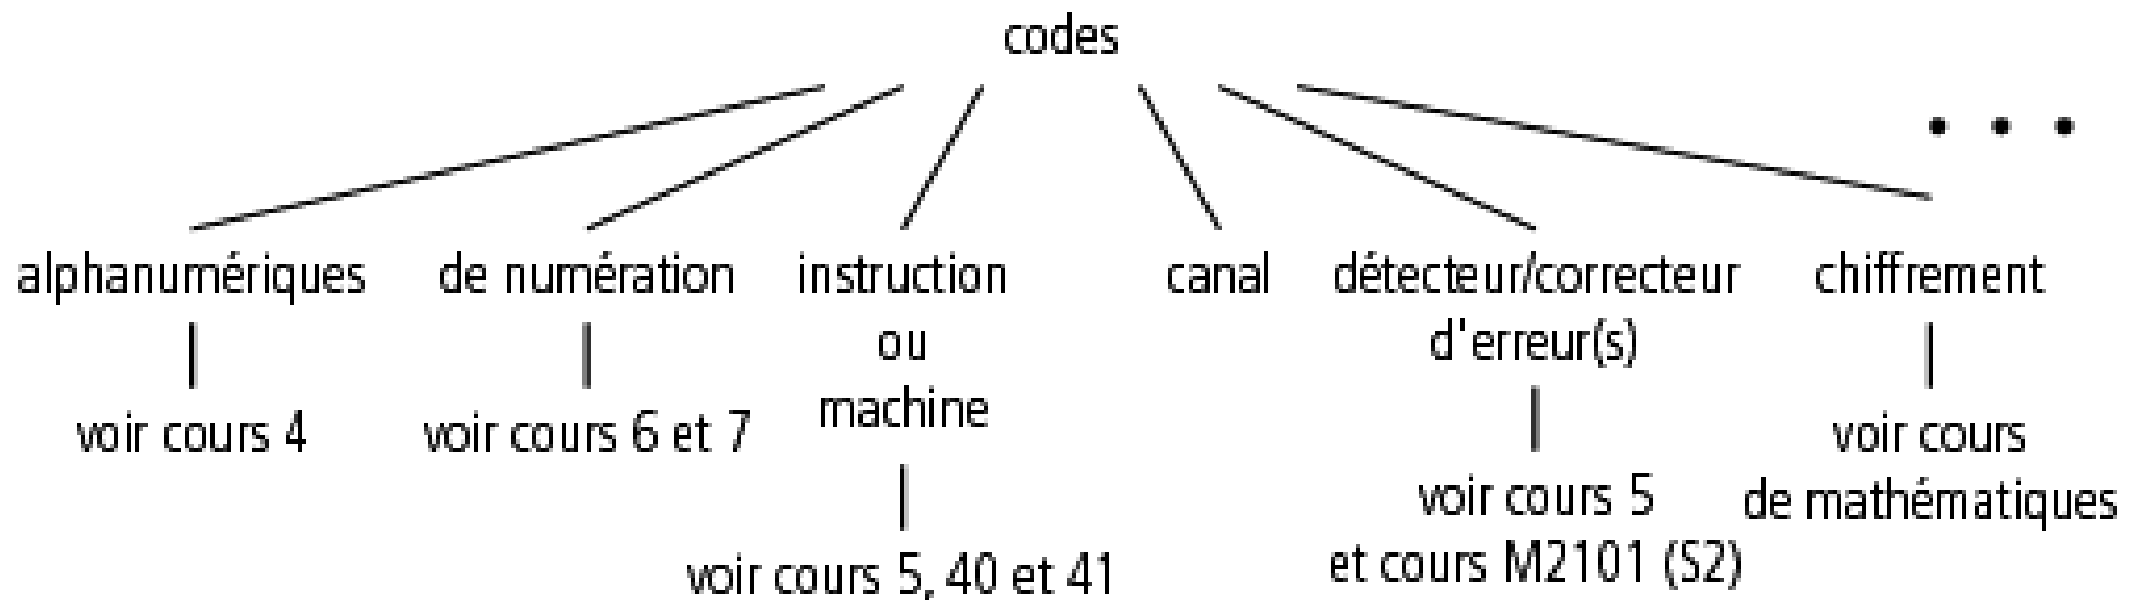 codes
• • •
alphanumériques
voir cours 4
de numération
voir cours 6 et 7
instruction
ou
machine
voir cours 5, 40 et 41
canal
détecteur/correcteur
d'erreur(s)
voir cours 5
et cours M2101 (S2)
chiffrement
voir cours
de mathématiques